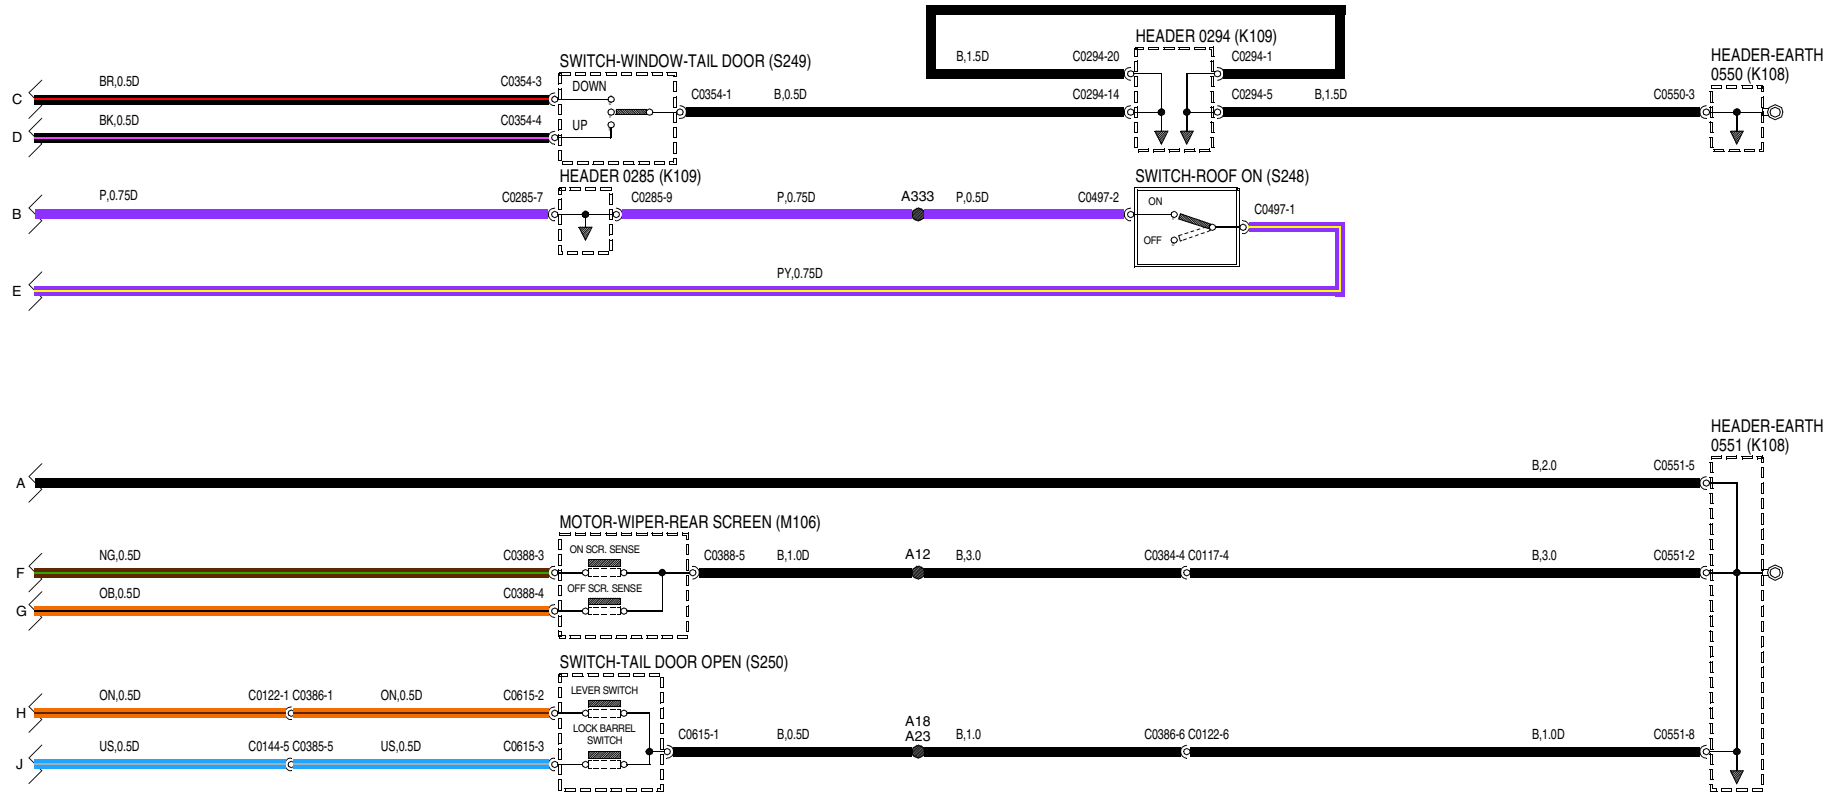 HEADER 0294 (K109)
SWITCH-WINDOW-TAIL DOOR (S249)
HEADER-EARTH
0550 (K108)
B,1.5D
C0294-20
C0294-1
BR,0.5D
C0354-3
DOWN
C
C0354-1
B,0.5D
C0294-14
C0294-5
B,1.5D
C0550-3
BK,0.5D
C0354-4
UP
D
HEADER 0285 (K109)
SWITCH-ROOF ON (S248)
P,0.75D
C0285-7
C0285-9
P,0.75D
A333
P,0.5D
C0497-2
ON
C0497-1
B
OFF
PY,0.75D
E
HEADER-EARTH
0551 (K108)
B,2.0
C0551-5
A
MOTOR-WIPER-REAR SCREEN (M106)
NG,0.5D
C0388-3
ON SCR. SENSE
C0388-5
B,1.0D
A12
B,3.0
C0384-4 C0117-4
B,3.0
C0551-2
F
OB,0.5D
C0388-4
OFF SCR. SENSE
G
SWITCH-TAIL DOOR OPEN (S250)
ON,0.5D
C0122-1 C0386-1
ON,0.5D
C0615-2
LEVER SWITCH
H
LOCK BARREL
SWITCH
A18
C0615-1
B,0.5D
A23
B,1.0
C0386-6 C0122-6
B,1.0D
C0551-8
US,0.5D
C0144-5 C0385-5
US,0.5D
C0615-3
J